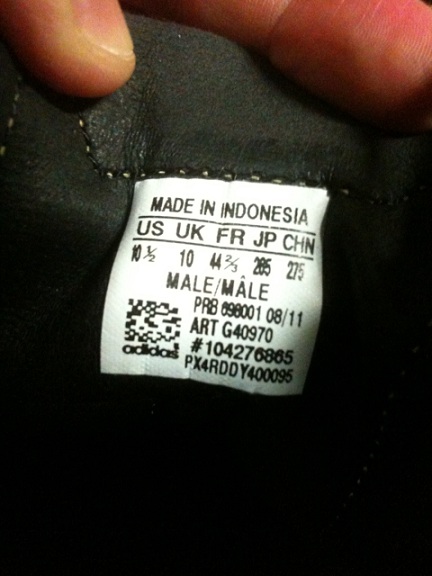 MADE IN INDONESIA
US UK FR JP CHN
10½ 10 44⅔ 285 275
MALE/MÂLE
PRB 698001 08/11
ART G40970
#104276865
adidas PX4RDDY400095